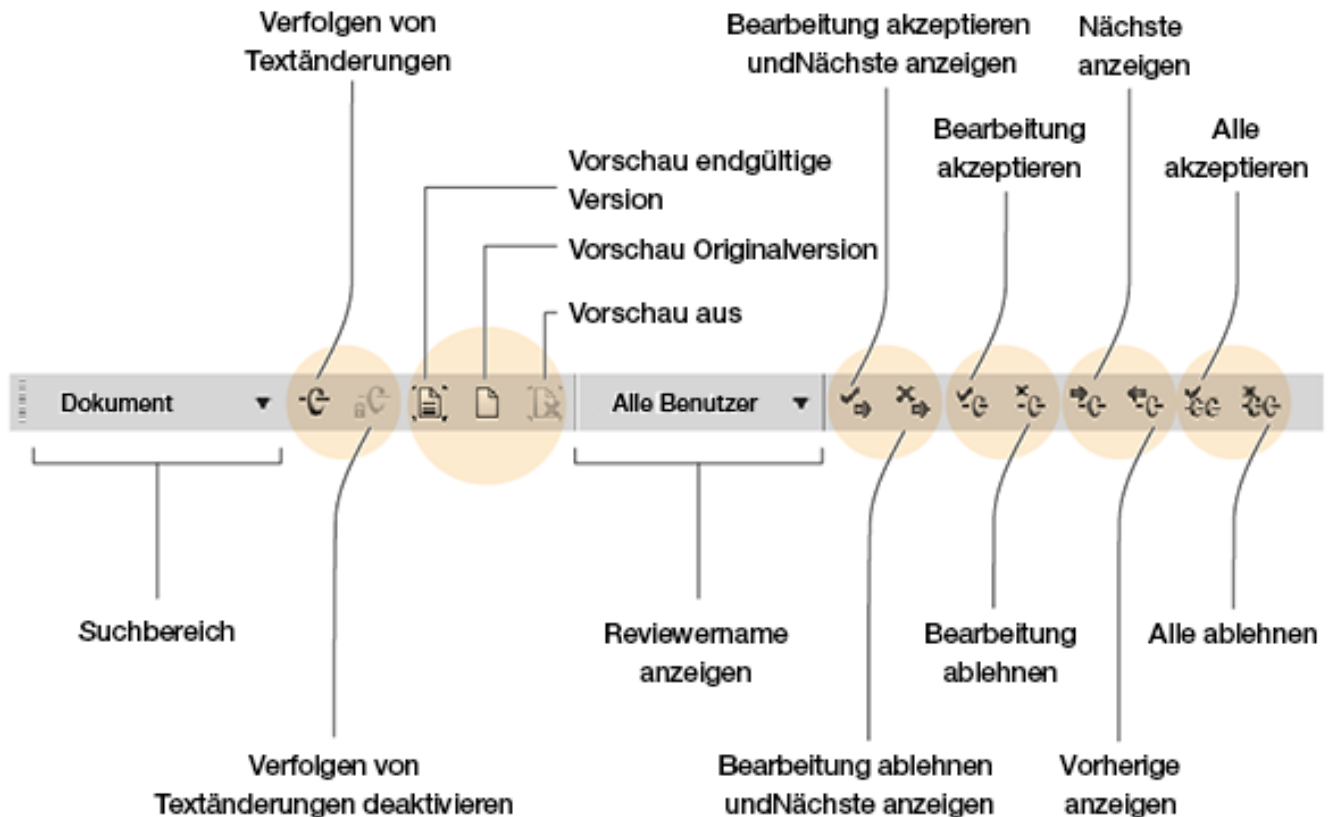 Verfolgen von
Textänderungen
Bearbeitung akzeptieren
undNächste anzeigen
Nächste
anzeigen
Bearbeitung
akzeptieren
Alle
akzeptieren
Vorschau endgültige
Version
Vorschau Originalversion
Vorschau aus
Dokument
Alle Benutzer
Suchbereich
Reviewername
anzeigen
Bearbeitung
ablehnen
Alle ablehnen
Verfolgen von
Textänderungen deaktivieren
Bearbeitung ablehnen
undNächste anzeigen
Vorherige
anzeigen